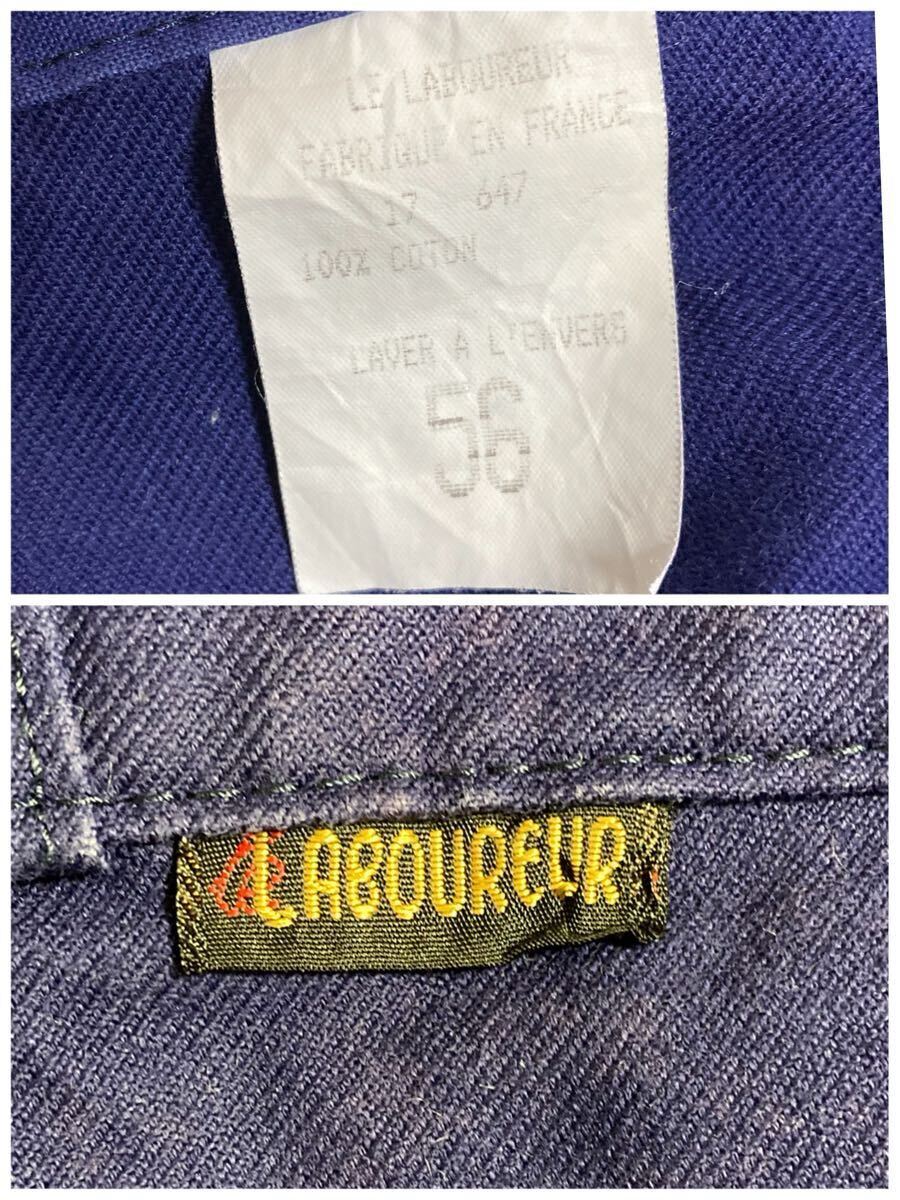 LE LABOUREUR
FABRIQUE EN FRANCE
17 647
100% COTON
LAVER A L'ENVERS
56
LABOUREUR